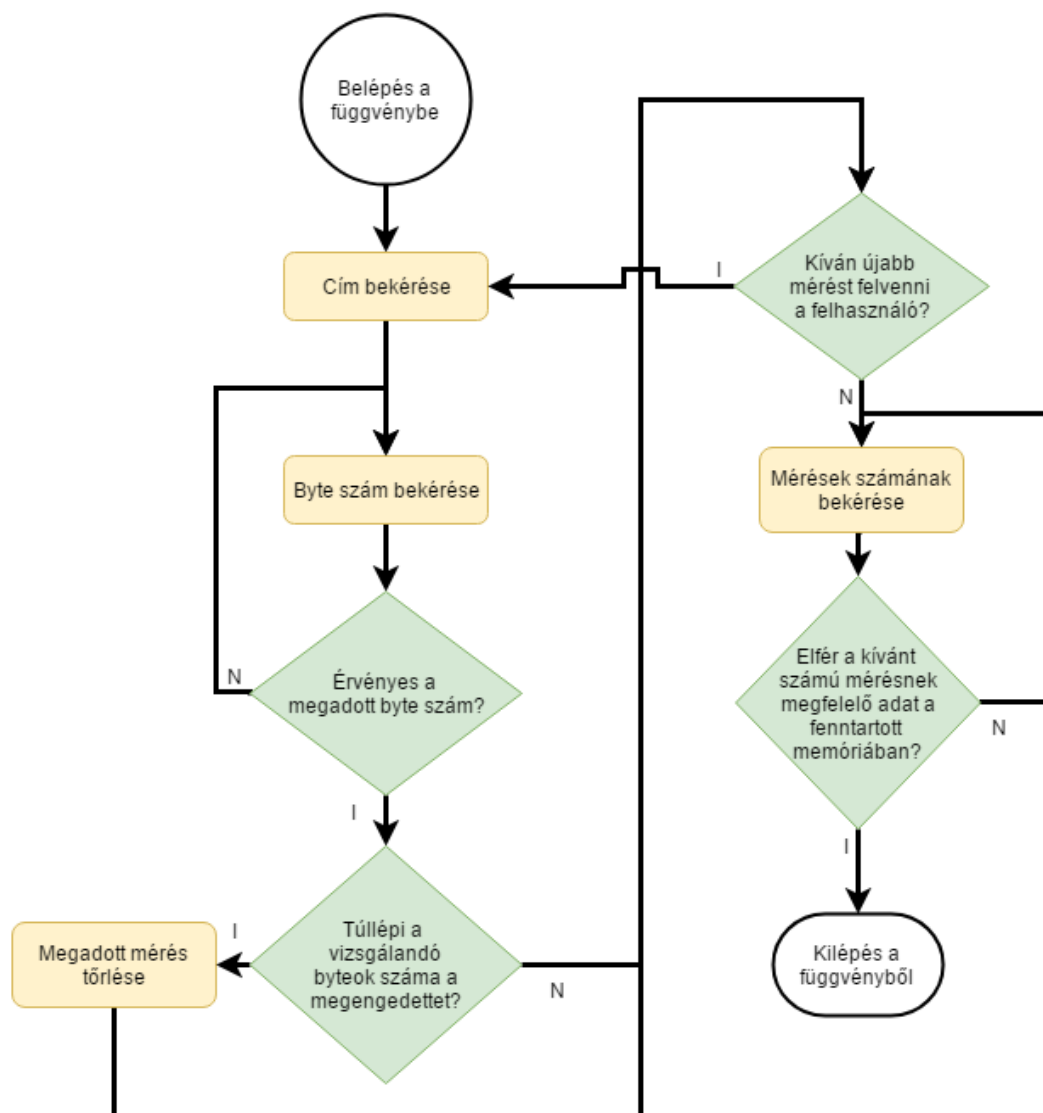 Belépés a
függvénybe
Cím bekérése
I
Kíván újabb
mérést felvenni
a felhasználó?
N
Byte szám bekérése
Mérések számának
bekérése
N
Érvényes a
megadott byte szám?
I
Elfér a kívánt
számú mérésnek
megfelelő adat a
fenntartott
memóriában?
N
I
Túllépi a
vizsgálandó
byteok száma a
megengedettet?
I
N
Megadott mérés
tőrlése
Kilépés a
függvényből